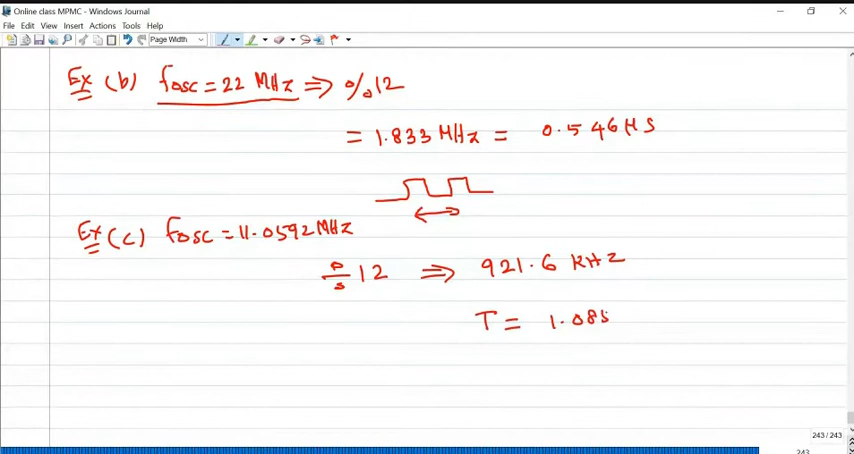 Online class MPMC - Windows Journal
File Edit View Insert Actions Tools Help
Page Width
Ex (b) fosc = 22 MHz ⇒ % 12
= 1.833 MHz = 0.546 μS
Ex (c) fosc = 11.0592 MHz
÷ 12 ⇒ 921.6 KHz
T = 1.085
243 / 243
243